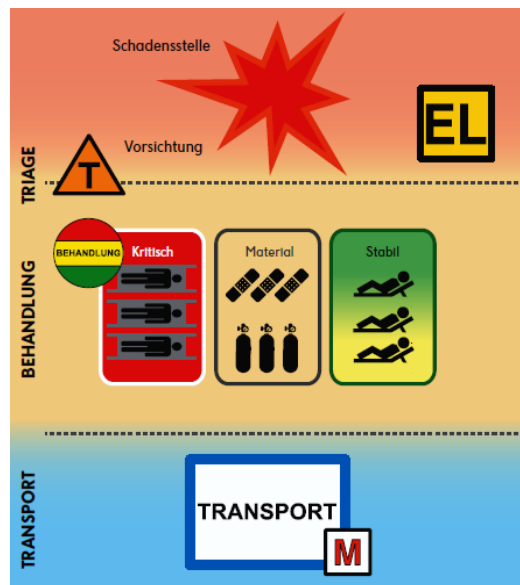 Schadensstelle
EL
TRIAGE
Vorsichtung
T
BEHANDLUNG
BEHANDLUNG
Kritisch
Material
Stabil
TRANSPORT
TRANSPORT
M